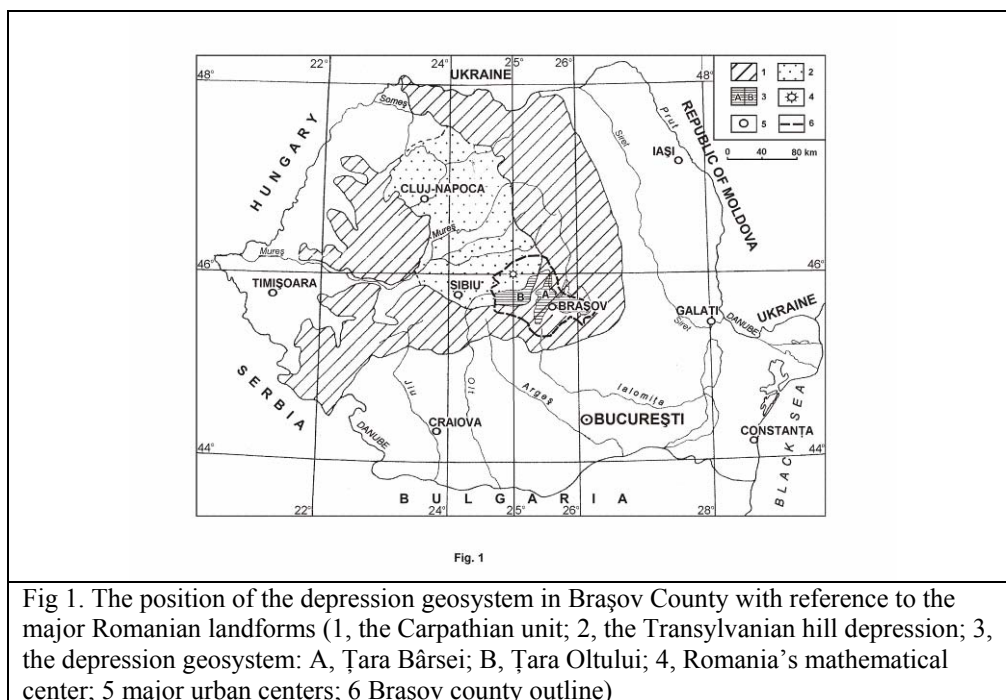 22°
24°
25°
26°
28°
48°
48°
UKRAINE
1
2
A B
3
4
5
6
0 40 80 km
Someş
Siret
Prut
REPUBLIC OF MOLDOVA
IAŞI
HUNGARY
CLUJ-NAPOCA
Mureş
Mureş
46°
46°
TIMIŞOARA
SIBIU
B
A
BRAŞOV
GALAŢI
UKRAINE
Siret
DANUBE
SERBIA
Jiu
Olt
Argeş
Ialomiţa
BUCUREŞTI
CRAIOVA
CONSTANŢA
DANUBE
BLACK SEA
44°
44°
BULGARIA
22°
24°
25°
26°
28°
Fig. 1
Fig 1. The position of the depression geosystem in Braşov County with reference to the
major Romanian landforms (1, the Carpathian unit; 2, the Transylvanian hill depression; 3,
the depression geosystem: A, Țara Bârsei; B, Țara Oltului; 4, Romania’s mathematical
center; 5 major urban centers; 6 Braşov county outline)